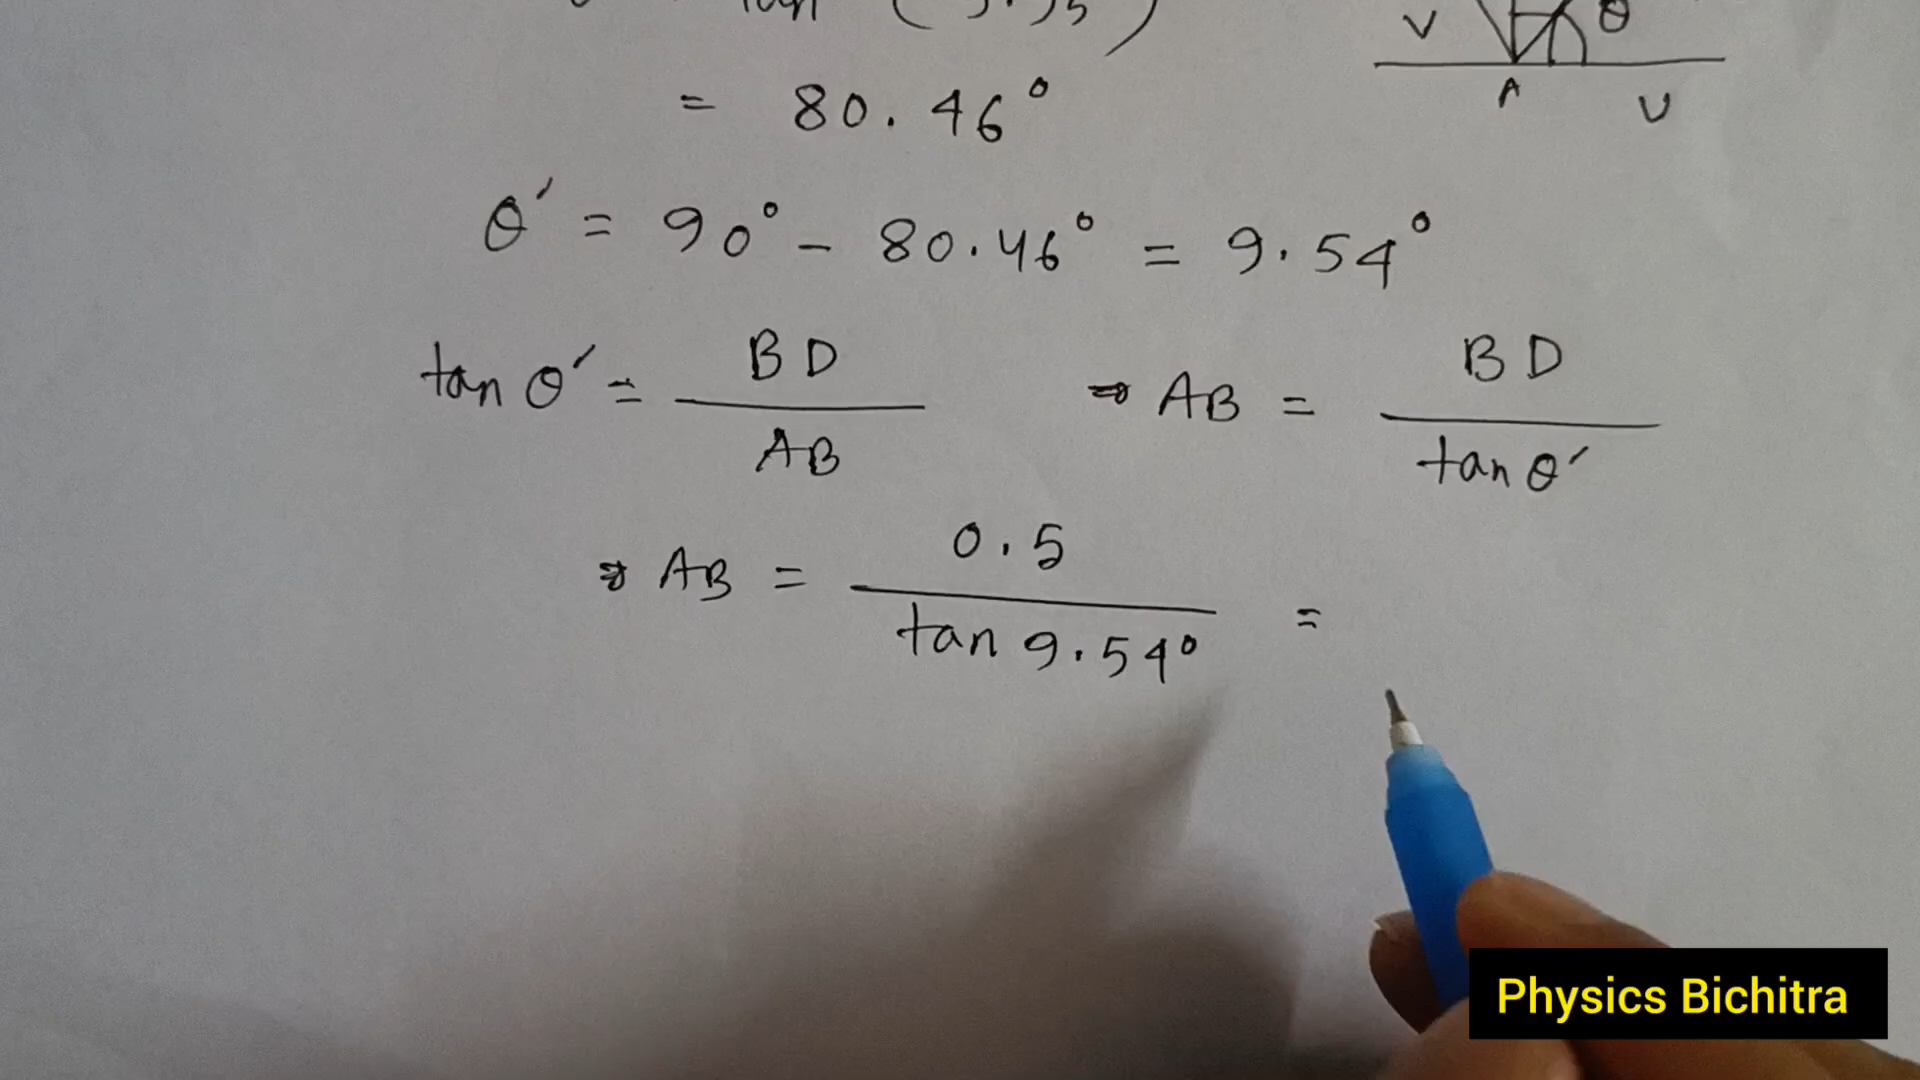 tan
V θ
= 80.46°
A V
θ′ = 90° - 80.46° = 9.54°
tan θ′ = BD / AB ⇒ AB = BD / tan θ′
⇒ AB = 0.5 / tan 9.54° =
Physics Bichitra